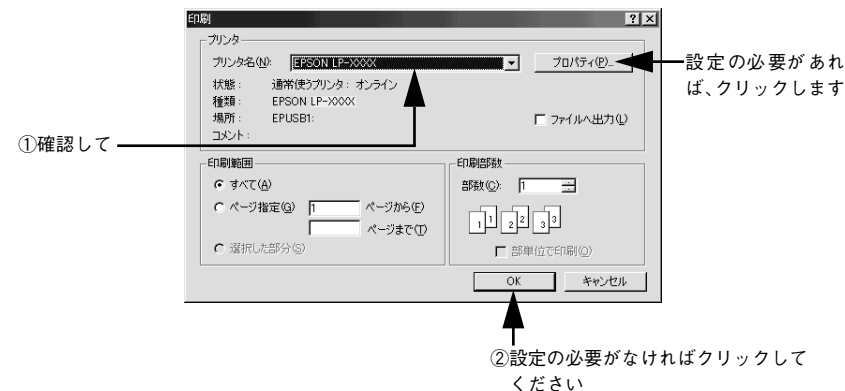 印刷
プリンタ
プリンタ名(N): EPSON LP-XXXX プロパティ(P)...
状態： 通常使うプリンタ： オンライン
種類： EPSON LP-XXXX
場所： EPUSB1:
コメント：
ファイルへ出力(L)
設定の必要があれ
ば、クリックします
①確認して
印刷範囲
すべて(A)
ページ指定(G) 1 ページから(F)
ページまで(T)
選択した部分(S)
印刷部数
部数(C): 1
1 1 2 2 3 3
部単位で印刷(O)
OK キャンセル
②設定の必要がなければクリックして
ください